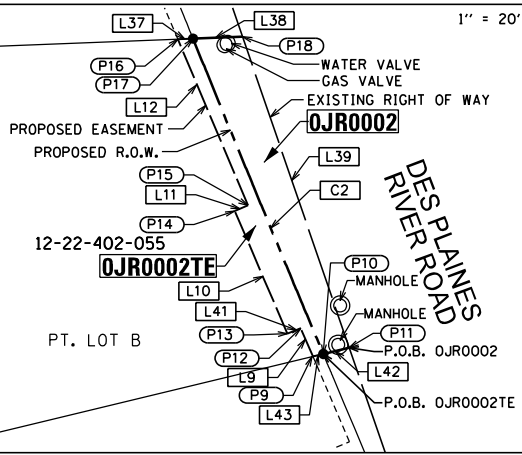 L37
L38
1" = 20'
P16
P18
P17
WATER VALVE
GAS VALVE
L12
EXISTING RIGHT OF WAY
PROPOSED EASEMENT
0JR0002
PROPOSED R.O.W.
L39
P15
L11
C2
P14
DES PLAINES
RIVER ROAD
12-22-402-055
0JR0002TE
P10
MANHOLE
L10
L41
MANHOLE
P13
P11
PT. LOT B
P12
P.O.B. 0JR0002
L9
L42
P9
L43
P.O.B. 0JR0002TE